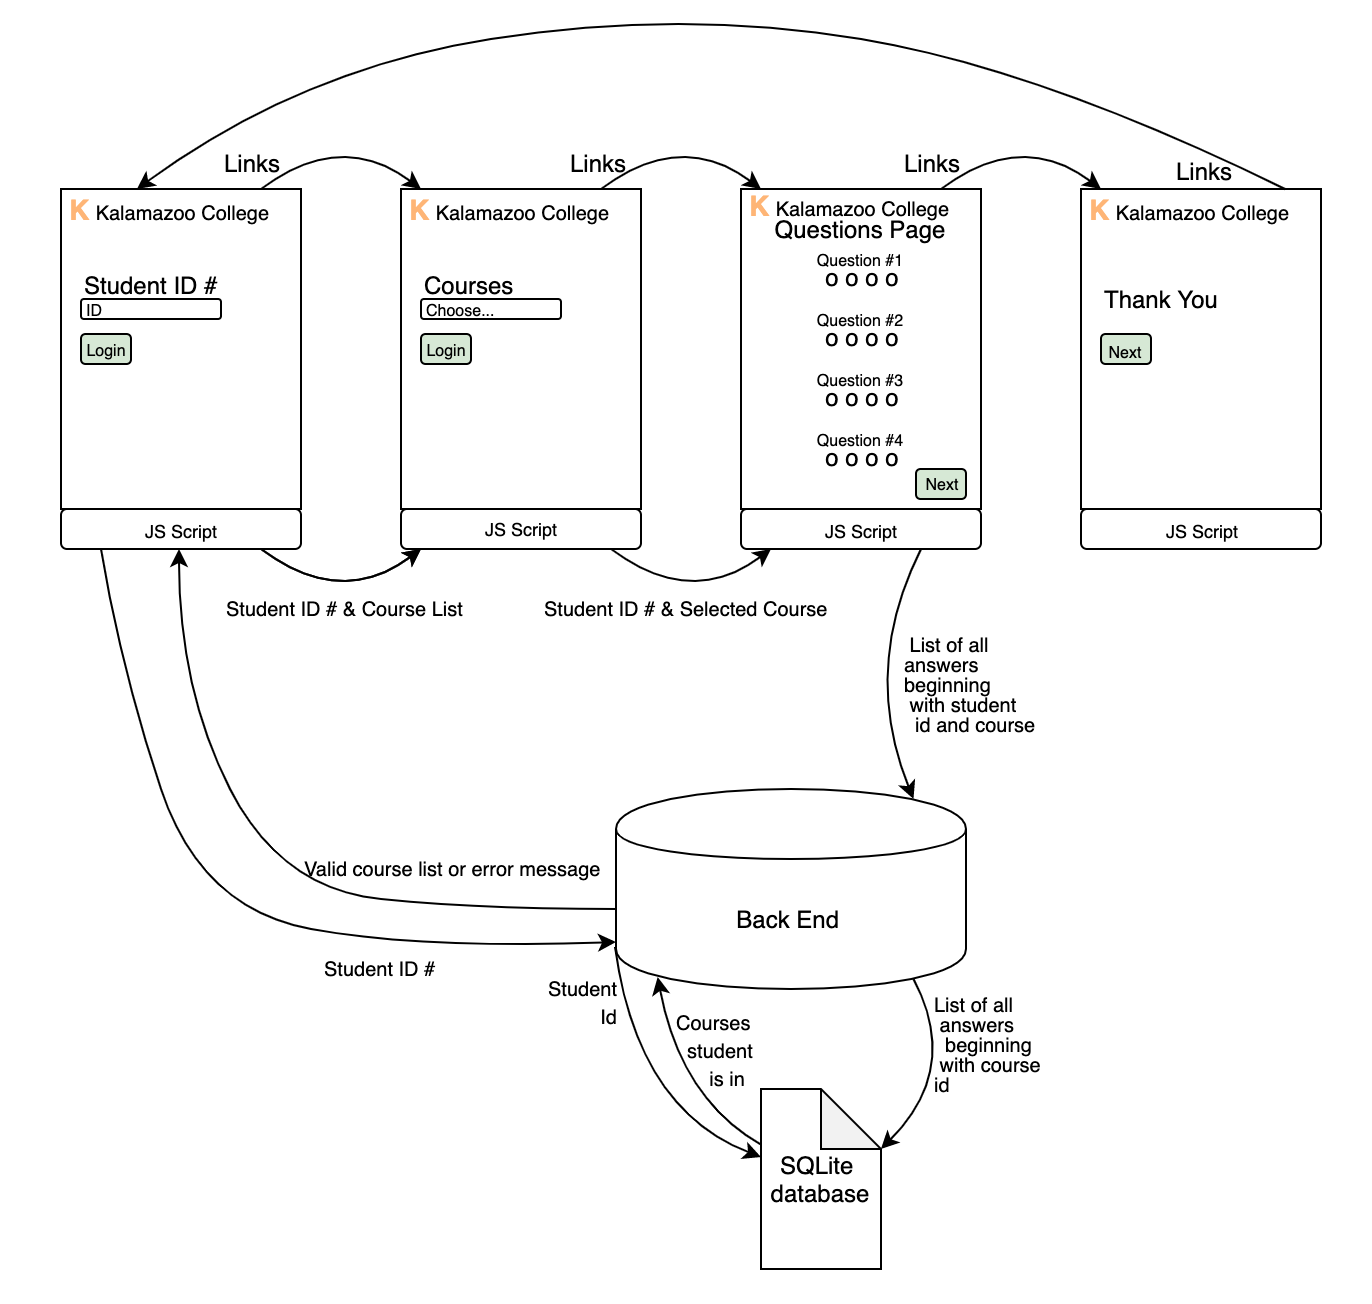 Links
Links
Links
Links
K Kalamazoo College
Student ID #
ID
Login
JS Script
K Kalamazoo College
Courses
Choose...
Login
JS Script
K Kalamazoo College
Questions Page
Question #1
O O O O
Question #2
O O O O
Question #3
O O O O
Question #4
O O O O
Next
JS Script
K Kalamazoo College
Thank You
Next
JS Script
Student ID # & Course List
Student ID # & Selected Course
List of all
answers
beginning
with student
id and course
Valid course list or error message
Back End
Student ID #
Student
Id
Courses
student
is in
List of all
answers
beginning
with course
id
SQLite
database